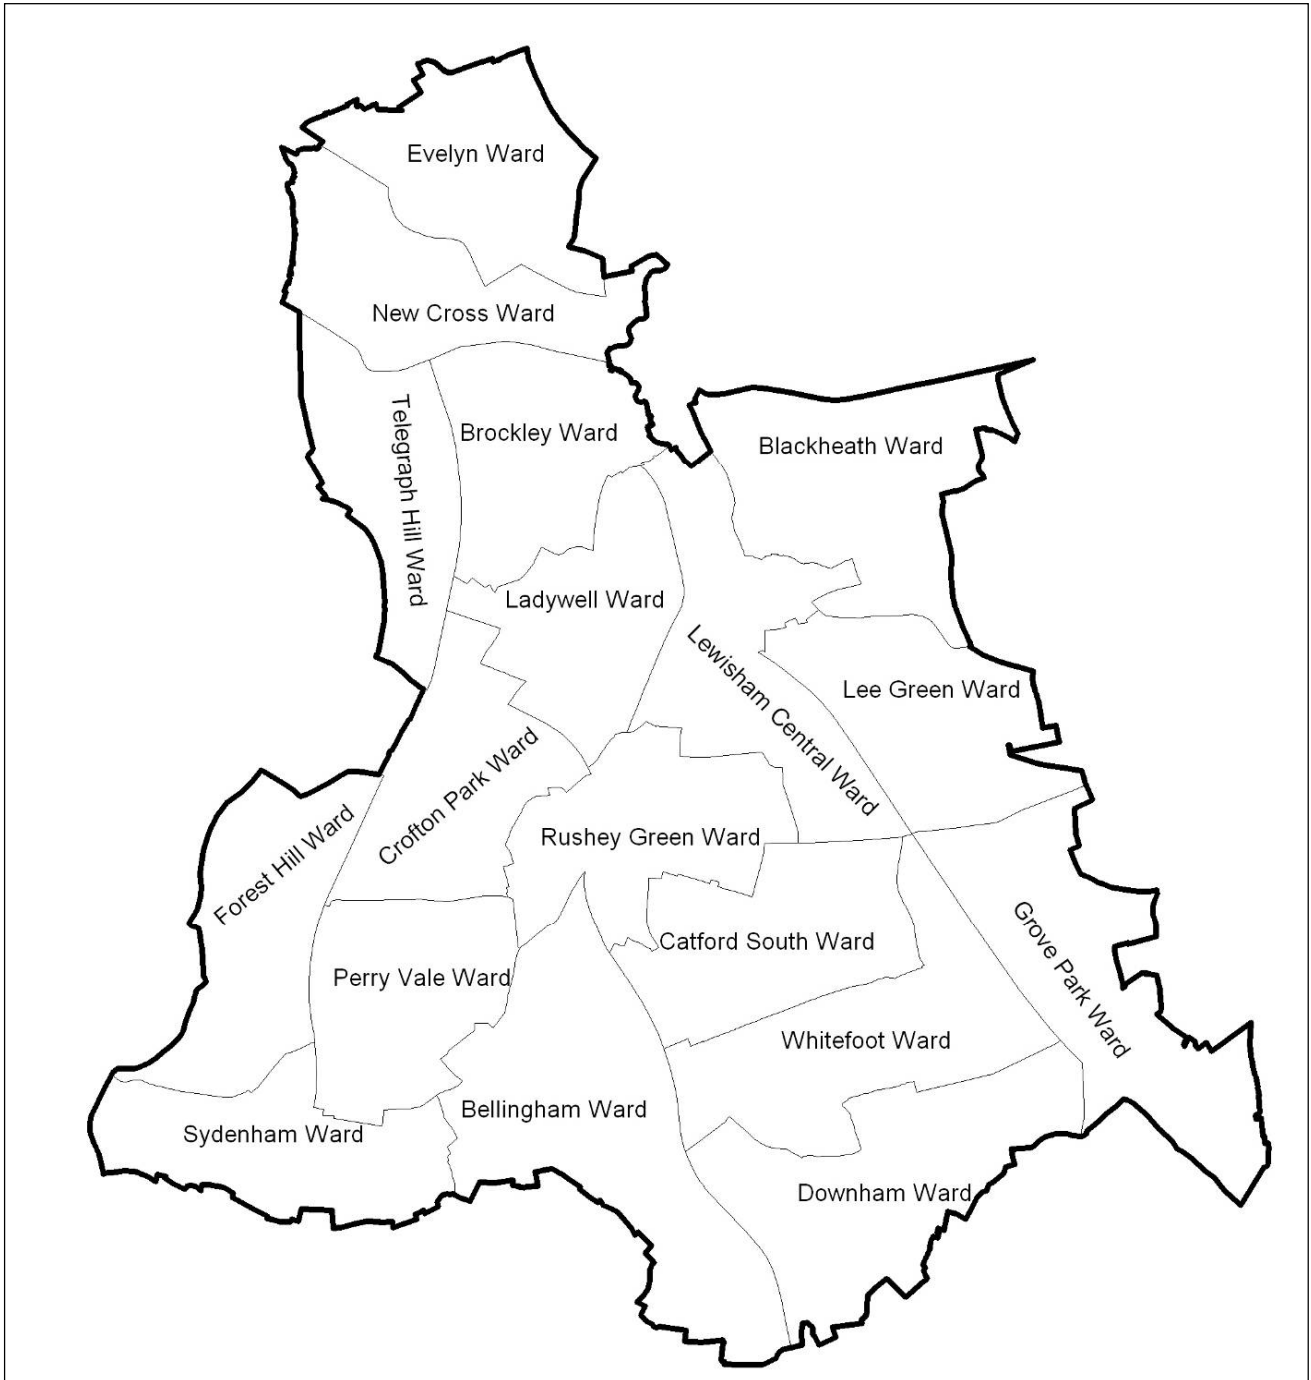 Evelyn Ward
New Cross Ward
Telegraph Hill Ward
Brockley Ward
Blackheath Ward
Ladywell Ward
Lewisham Central Ward
Lee Green Ward
Crofton Park Ward
Rushey Green Ward
Forest Hill Ward
Catford South Ward
Grove Park Ward
Perry Vale Ward
Whitefoot Ward
Bellingham Ward
Sydenham Ward
Downham Ward